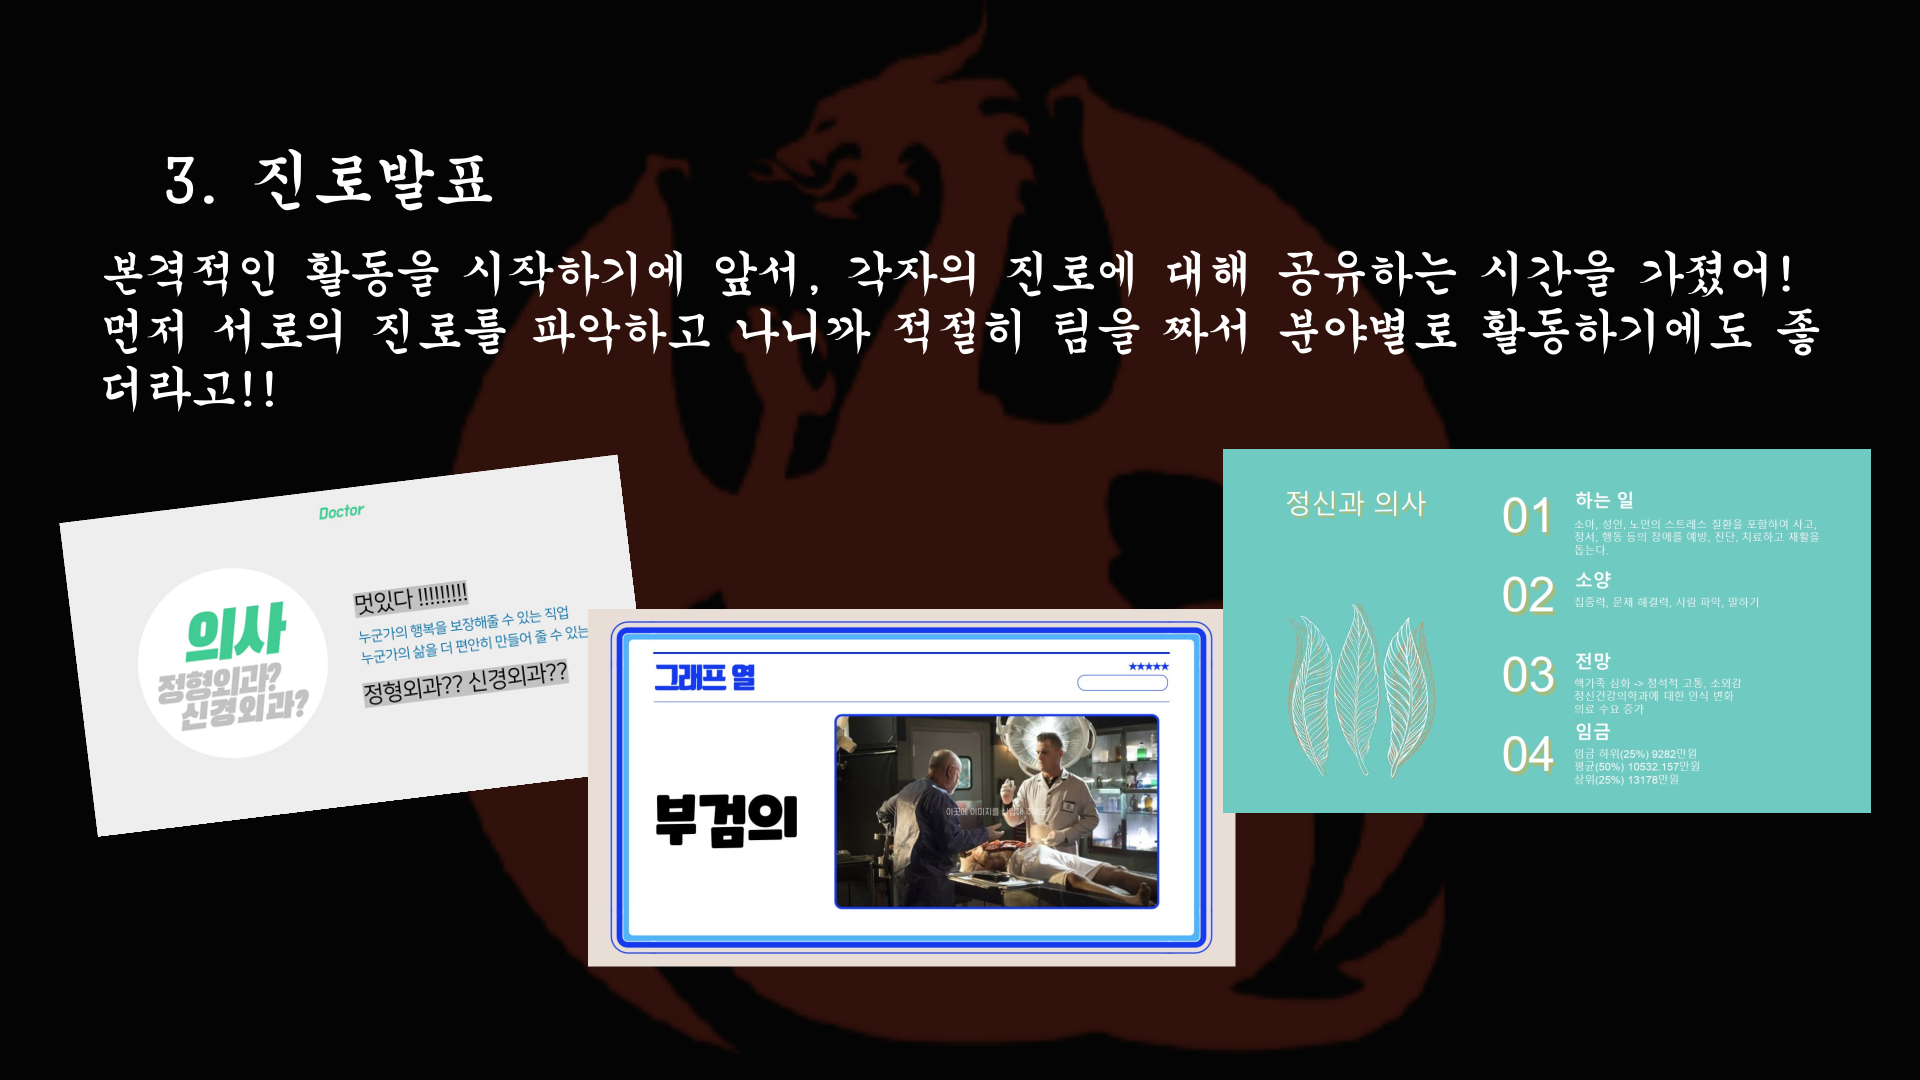 3. 진로발표
본격적인 활동을 시작하기에 앞서, 각자의 진로에 대해 공유하는 시간을 가졌어!
먼저 서로의 진로를 파악하고 나니까 적절히 팀을 짜서 분야별로 활동하기에도 좋
더라고!!
Doctor
의사
정형외과?
신경외과?
멋있다 !!!!!!!!!
누군가의 행복을 보장해줄 수 있는 직업
누군가의 삶을 더 편안히 만들어 줄 수 있는
정형외과?? 신경외과??
그래프 열
★★★★★
부검의
이곳에 이미지를
정신과 의사
01
하는 일
소아, 성인, 노인의 스트레스 질환을 포함하여 사고,
정서, 행동 등의 장애를 예방, 진단, 치료하고 재활을
돕는다.
02
소양
집중력, 문제 해결력, 사람 파악, 말하기
03
전망
핵가족 심화 -> 정석적 고통, 소외감
정신건강의학과에 대한 인식 변화
의료 수요 증가
04
임금
임금 하위(25%) 9282만원
평균(50%) 10532.157만원
상위(25%) 13178만원